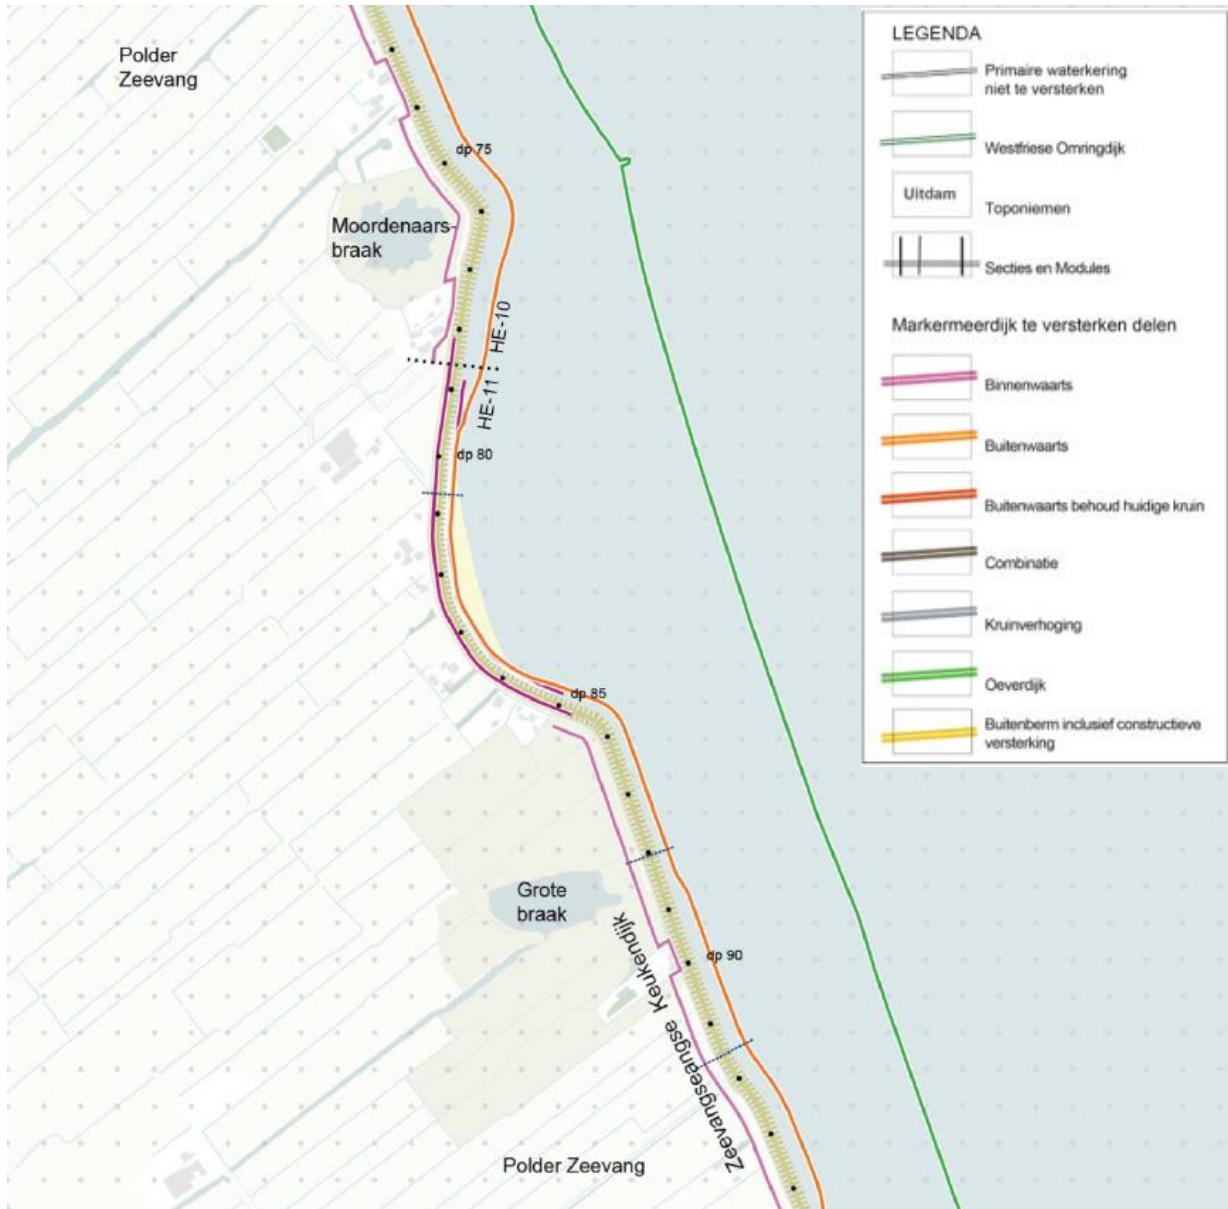 Polder
Zeevang
dp 75
Moordenaars-
braak
HE-10
HE-11
dp 80
dp 85
Grote
braak
dp 90
Zeevangseangse Keukendijk
Polder Zeevang
LEGENDA
Primaire waterkering
niet te versterken
Westfriese Omringdijk
Uitdam
Toponiemen
Secties en Modules
Markermeerdijk te versterken delen
Binnenwaarts
Buitenwaarts
Buitenwaarts behoud huidige kruin
Combinatie
Kruinverhoging
Oeverdijk
Buitenberm inclusief constructieve
versterking